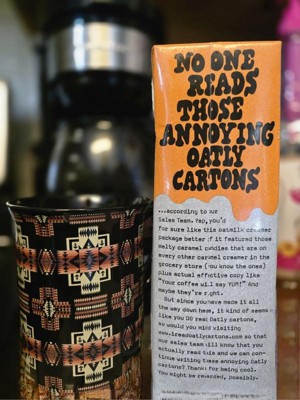 NO ONE
READS
THOSE
ANNOYING
OATLY
CARTONS
...according to our
Sales Team. Yep, you'd
for sure like this oatmilk creamer
package better if it featured those
melty caramel candies that are on
every other caramel creamer in the
grocery store (you know the ones)
plus actual effective copy like
"Your coffee will say YUM!" And
maybe they're right.
But since you have made it all
the way down here, it kind of seems
like you DO read Oatly cartons,
so would you mind visiting
www.ireadoatlycartons.com so that
our sales team will know that you
actually read this and we can con-
tinue writing these annoying Oatly
cartons? Thanks for being cool.
You might be rewarded, possibly.